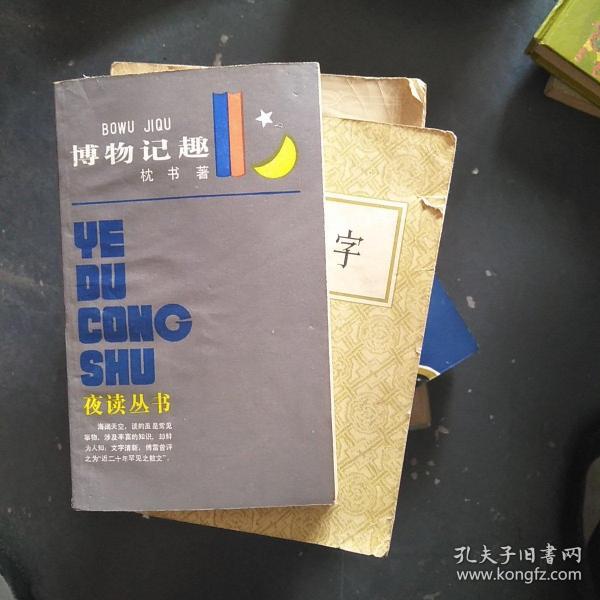 BOWU JIQU
博物记趣
枕书著
YE
DU
CONG
SHU
夜读丛书
海阔天空，谈的虽是常见
事物，涉及丰富的知识，却鲜
为人知；文字清新，傅雷曾评
之为“近二十年罕见之散文”。
字
孔夫子旧书网
www.kongfz.com